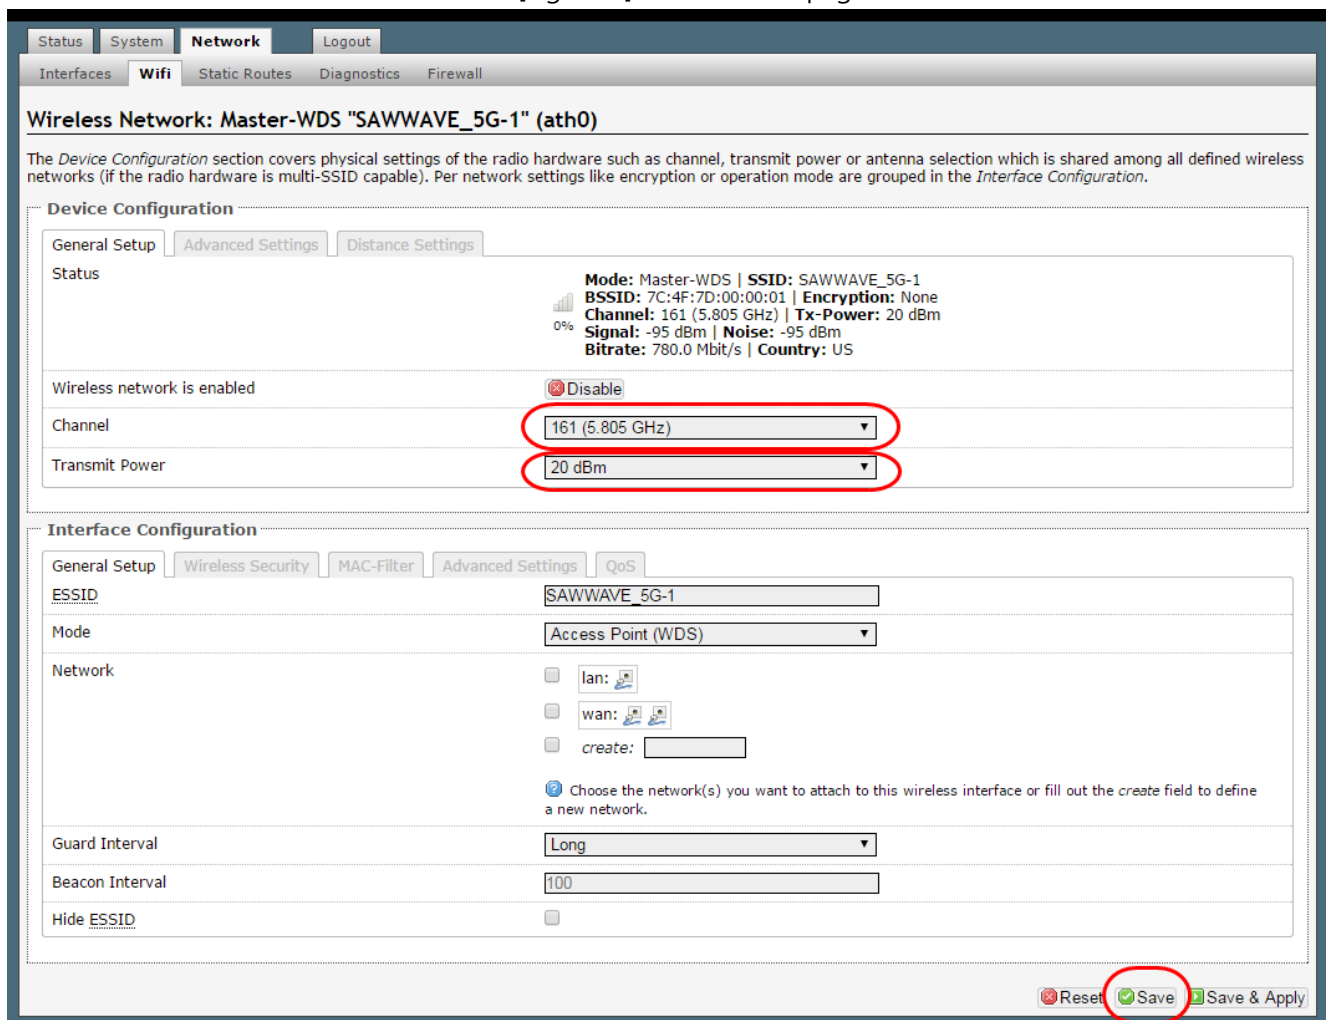 Status System Network Logout
Interfaces Wifi Static Routes Diagnostics Firewall
Wireless Network: Master-WDS "SAWWAVE_5G-1" (ath0)
The Device Configuration section covers physical settings of the radio hardware such as channel, transmit power or antenna selection which is shared among all defined wireless
networks (if the radio hardware is multi-SSID capable). Per network settings like encryption or operation mode are grouped in the Interface Configuration.
Device Configuration
General Setup Advanced Settings Distance Settings
Status
Mode: Master-WDS | SSID: SAWWAVE_5G-1
BSSID: 7C:4F:7D:00:00:01 | Encryption: None
Channel: 161 (5.805 GHz) | Tx-Power: 20 dBm
0% Signal: -95 dBm | Noise: -95 dBm
Bitrate: 780.0 Mbit/s | Country: US
Wireless network is enabled Disable
Channel 161 (5.805 GHz)
Transmit Power 20 dBm
Interface Configuration
General Setup Wireless Security MAC-Filter Advanced Settings QoS
ESSID SAWWAVE_5G-1
Mode Access Point (WDS)
Network lan:
wan:
create:
Choose the network(s) you want to attach to this wireless interface or fill out the create field to define
a new network.
Guard Interval Long
Beacon Interval 100
Hide ESSID
Reset Save Save & Apply